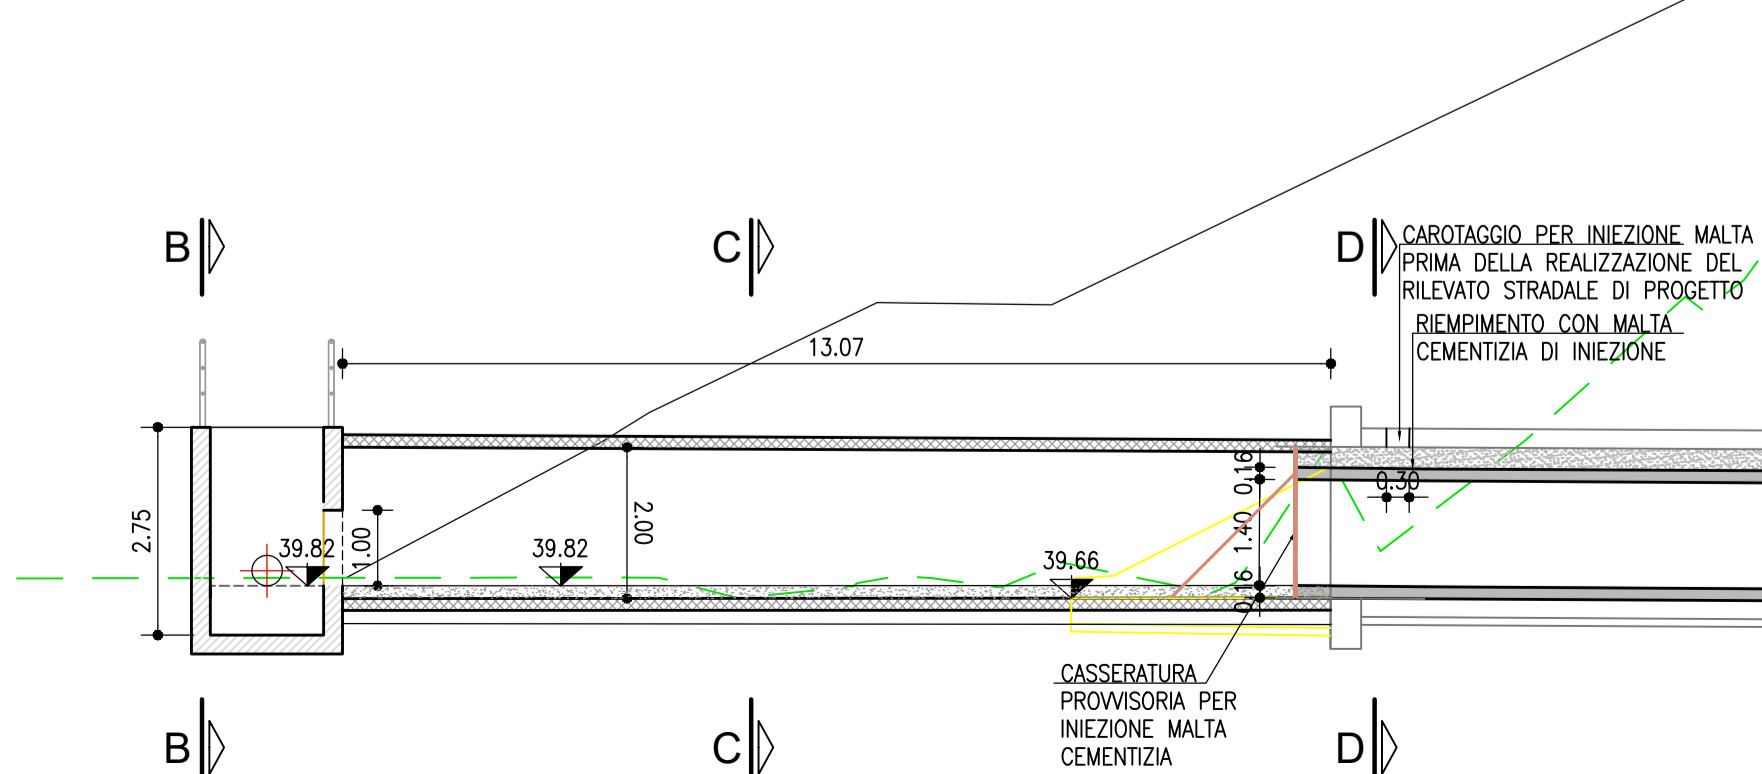 B
C
D
CAROTAGGIO PER INIEZIONE MALTA
PRIMA DELLA REALIZZAZIONE DEL
RILEVATO STRADALE DI PROGETTO
RIEMPIMENTO CON MALTA
CEMENTIZIA DI INIEZIONE
13.07
2.75
39.82
1.00
39.82
2.00
39.66
0.16
1.40
0.16
0.30
CASSERATURA
PROVVISORIA PER
INIEZIONE MALTA
CEMENTIZIA
B
C
D